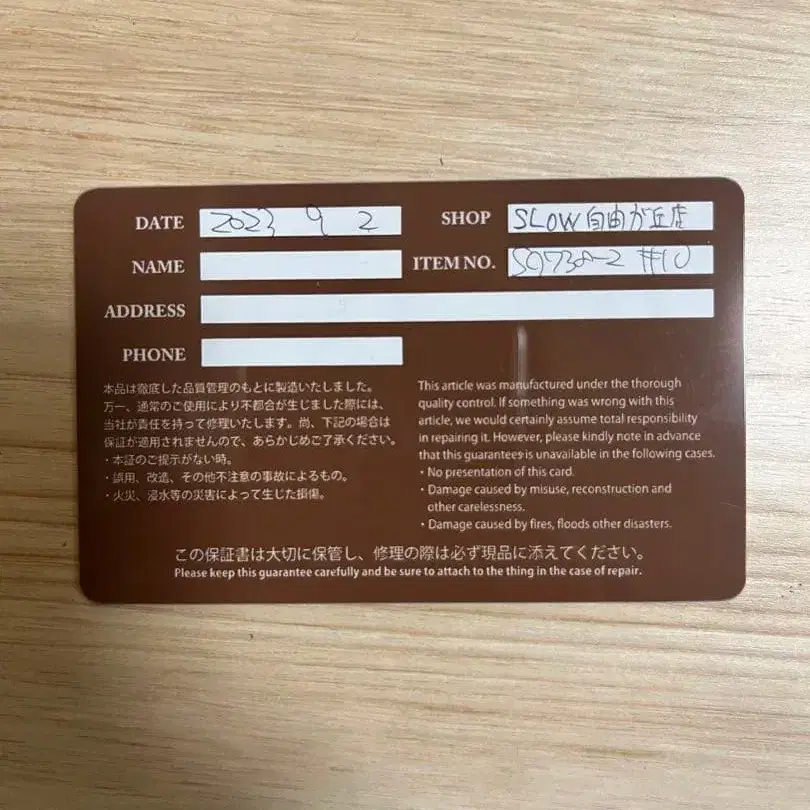 DATE 2023 9 2 SHOP SLOW 自由が丘店
NAME ITEM NO. #10
ADDRESS
PHONE
本品は徹底した品質管理のもとに製造いたしました。
万一、通常のご使用により不都合が生じました際には、
当社が責任を持って修理いたします。尚、下記の場合は
保証が適用されませんので、あらかじめご了承ください。
・本証のご提示がない時。
・誤用、改造、その他不注意の事故によるもの。
・火災、浸水等の災害によって生じた損傷。
This article was manufactured under the thorough
quality control. If something was wrong with this
article, we would certainly assume total responsibility
in repairing it. However, please kindly note in advance
that this guarantees is unavailable in the following cases.
・No presentation of this card.
・Damage caused by misuse, reconstruction and
other carelessness.
・Damage caused by fires, floods other disasters.
この保証書は大切に保管し、修理の際は必ず現品に添えてください。
Please keep this guarantee carefully and be sure to attach to the thing in the case of repair.